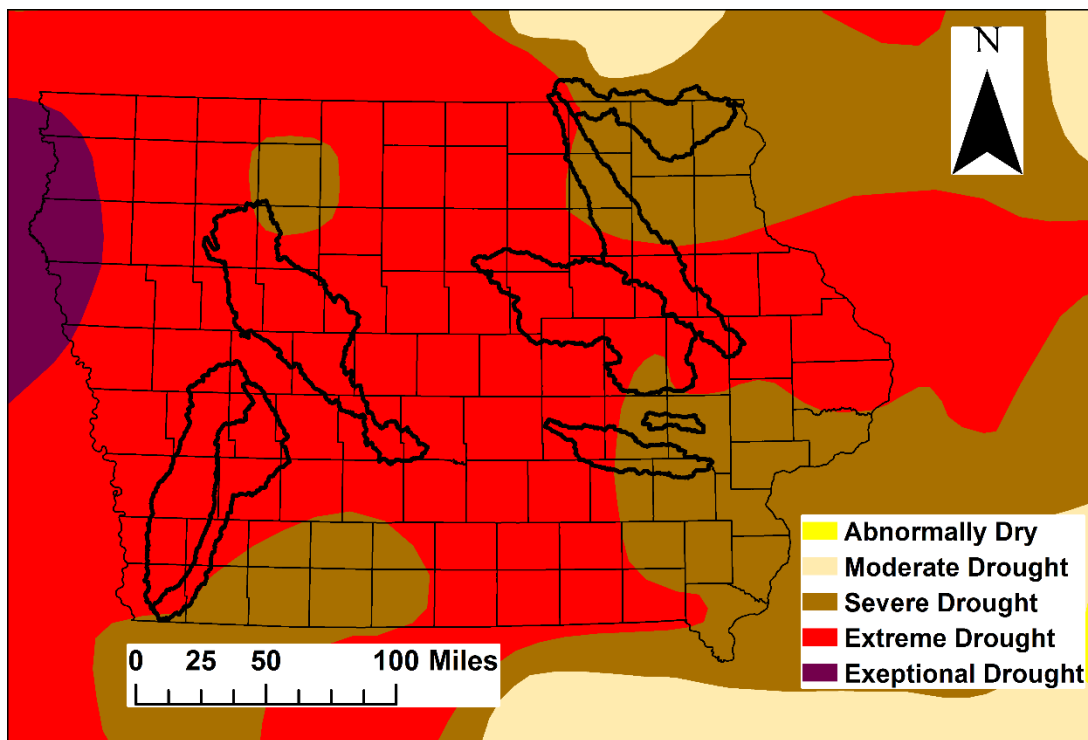 N
Abnormally Dry
Moderate Drought
Severe Drought
Extreme Drought
Exeptional Drought
0 25 50 100 Miles